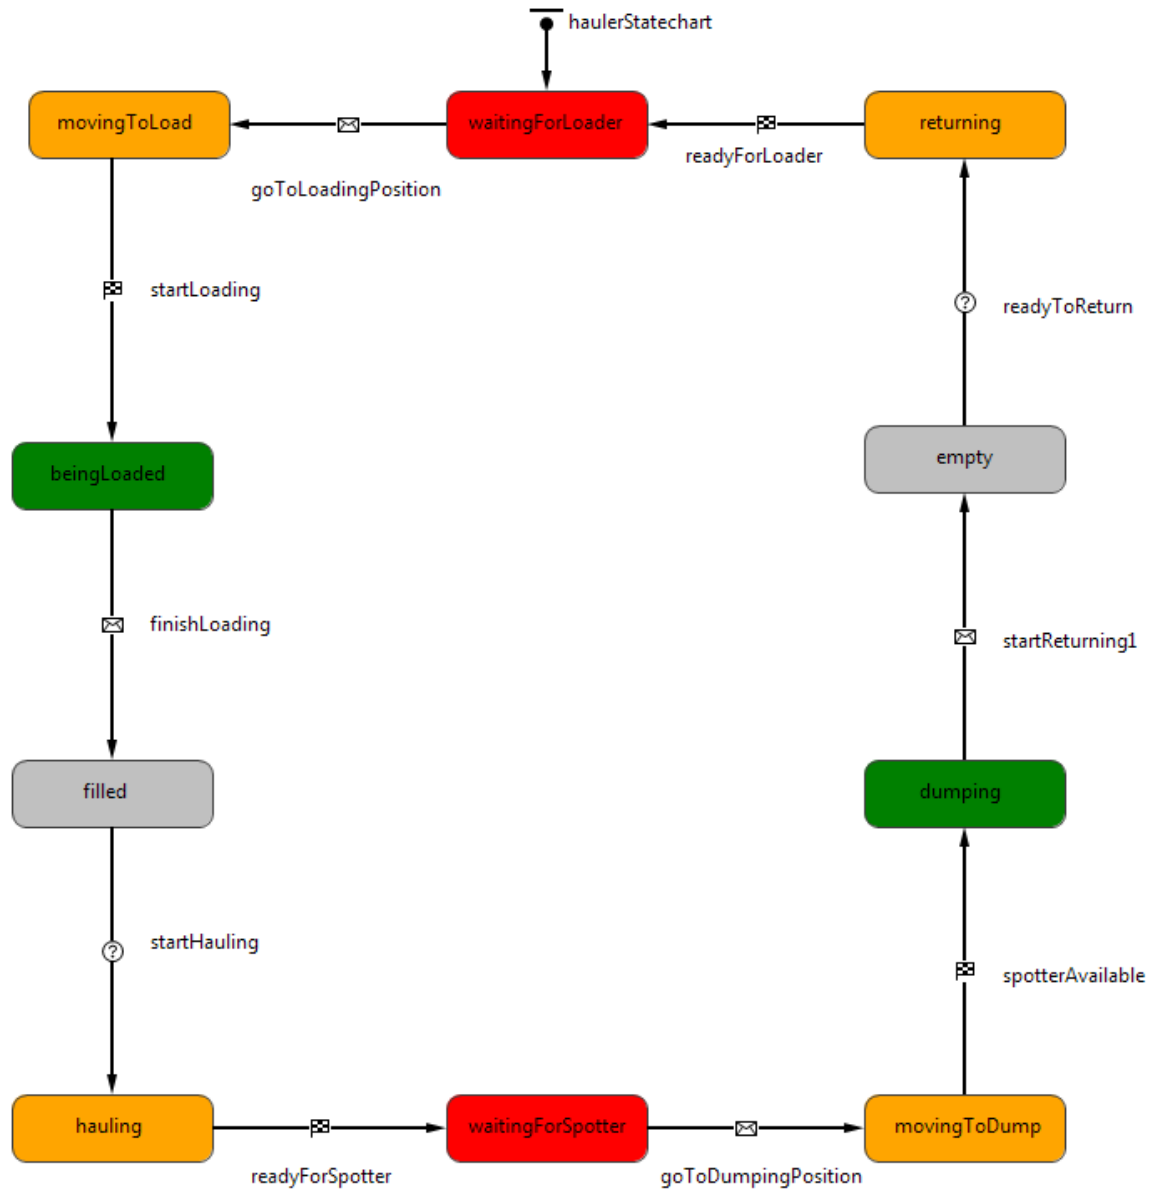 haulerStatechart
movingToLoad
waitingForLoader
returning
readyForLoader
goToLoadingPosition
startLoading
readyToReturn
beingLoaded
empty
finishLoading
startReturning1
filled
dumping
startHauling
spotterAvailable
hauling
waitingForSpotter
movingToDump
readyForSpotter
goToDumpingPosition